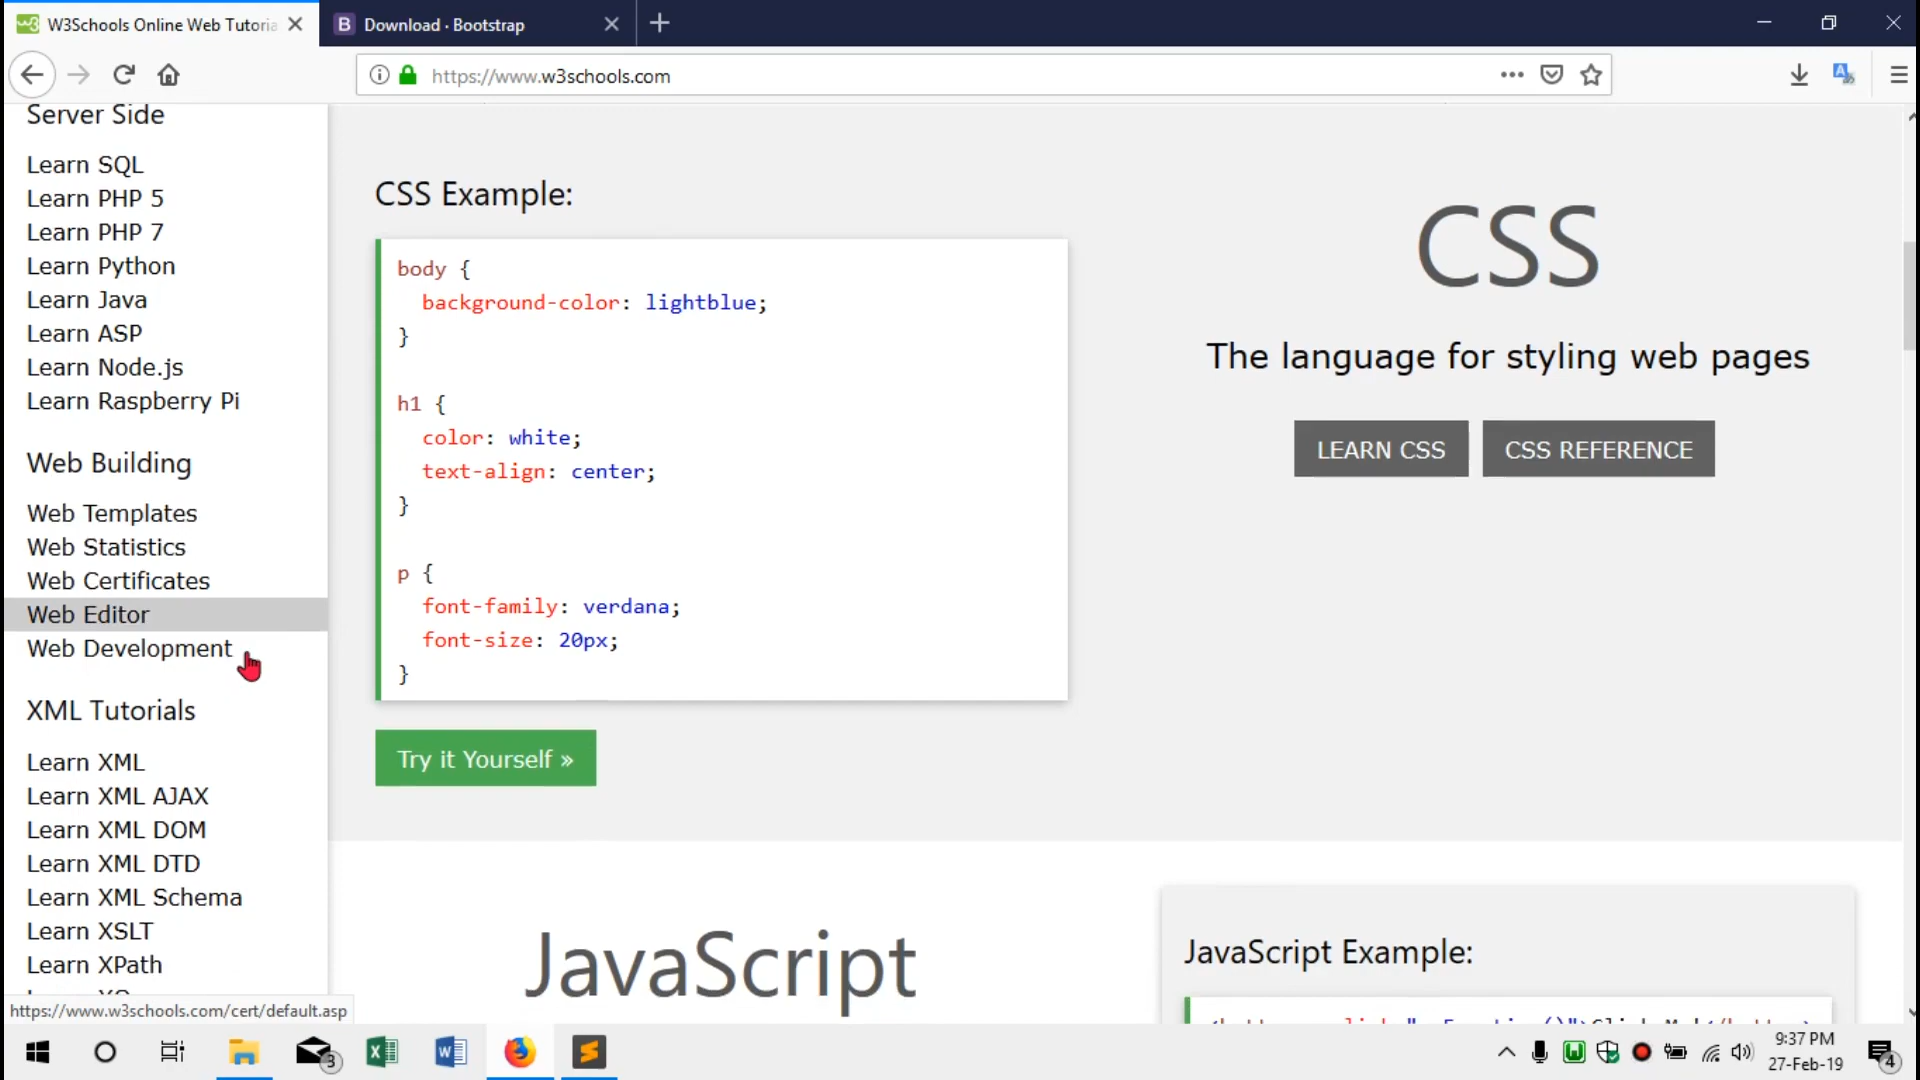 W3Schools Online Web Tutoria
Download · Bootstrap
https://www.w3schools.com
Server Side
Learn SQL
Learn PHP 5
Learn PHP 7
Learn Python
Learn Java
Learn ASP
Learn Node.js
Learn Raspberry Pi
Web Building
Web Templates
Web Statistics
Web Certificates
Web Editor
Web Development
XML Tutorials
Learn XML
Learn XML AJAX
Learn XML DOM
Learn XML DTD
Learn XML Schema
Learn XSLT
Learn XPath
https://www.w3schools.com/cert/default.asp
CSS Example:
body {
background-color: lightblue;
}
h1 {
color: white;
text-align: center;
}
p {
font-family: verdana;
font-size: 20px;
}
Try it Yourself »
CSS
The language for styling web pages
LEARN CSS
CSS REFERENCE
JavaScript
JavaScript Example:
3
9:37 PM
27-Feb-19
4